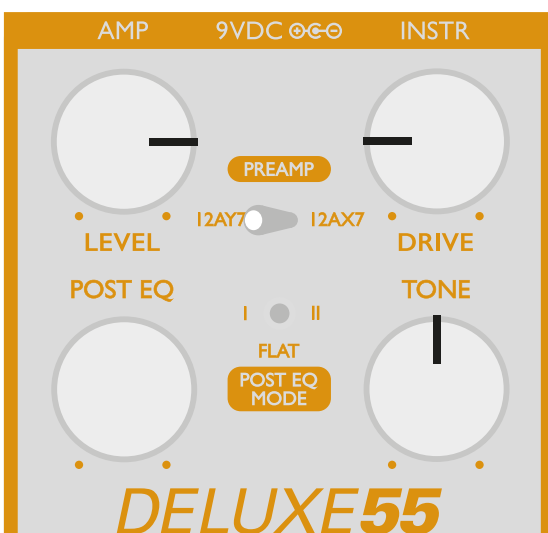 AMP 9VDC INSTR
PREAMP
12AY7 12AX7
LEVEL DRIVE
POST EQ TONE
I II
FLAT
POST EQ
MODE
DELUXE55